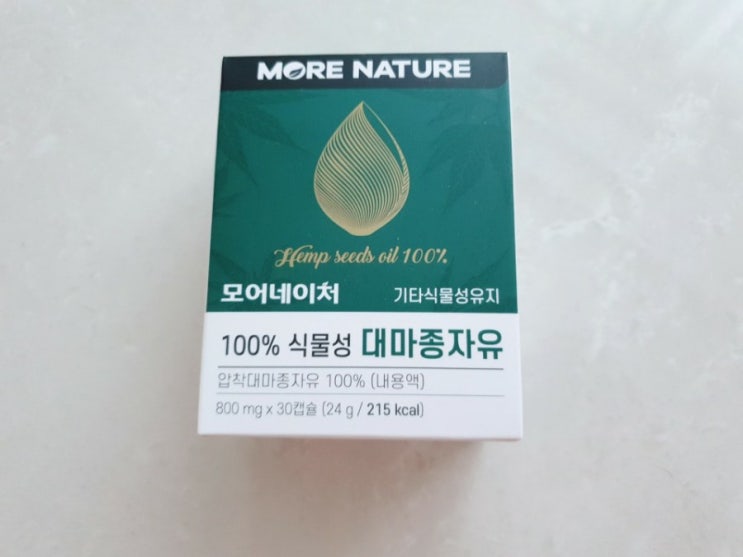 MORE NATURE
Hemp seeds oil 100%
모어네이처 기타식물성유지
100% 식물성 대마종자유
압착대마종자유 100% (내용액)
800 mg x 30캡슐 (24 g / 215 kcal)